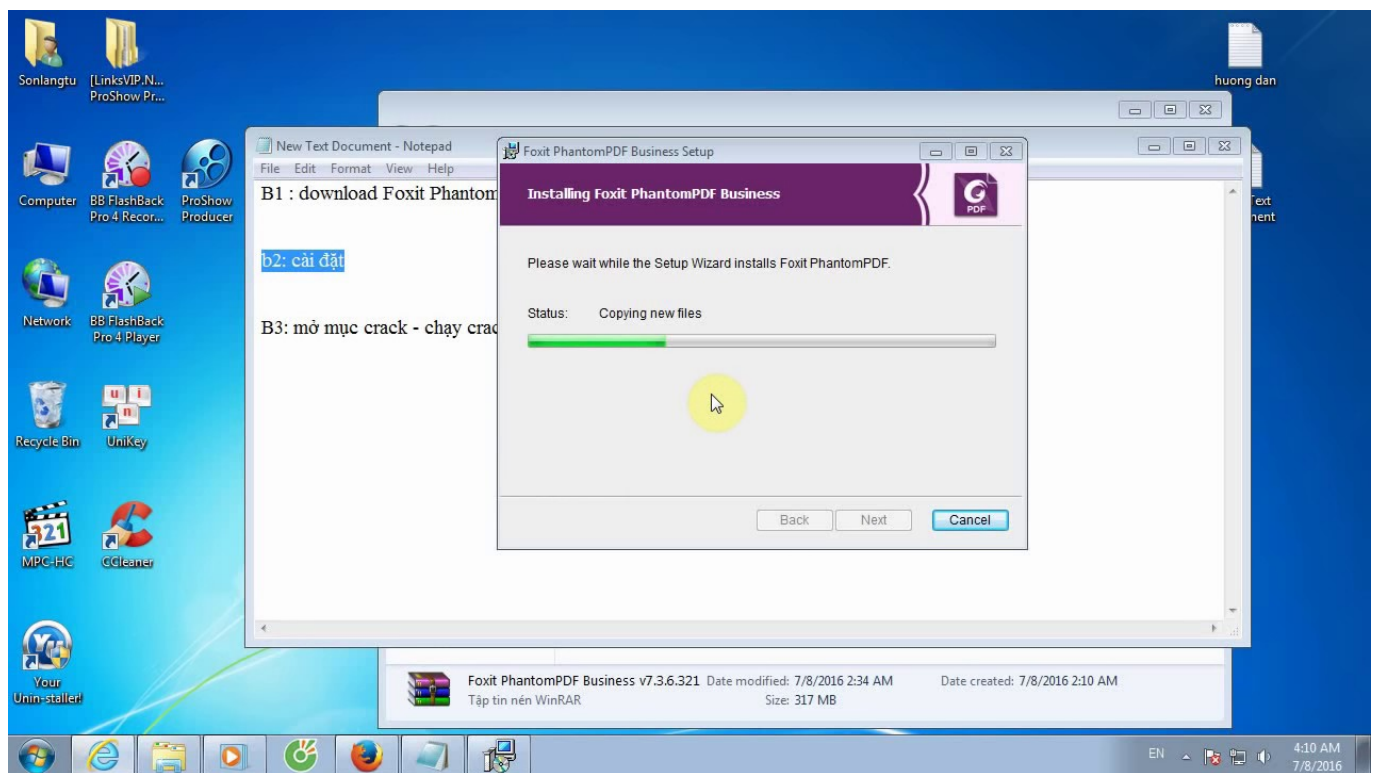 Sonlangtu
[LinksVIP.N...
ProShow Pr...
huong dan
Computer
BB FlashBack
Pro 4 Recor...
ProShow
Producer
Text
ment
Network
BB FlashBack
Pro 4 Player
Recycle Bin
UniKey
MPC-HC
CCleaner
Your
Unin-staller!
New Text Document - Notepad
File Edit Format View Help
B1 : download Foxit Phantom
b2: cài đặt
B3: mở mục crack - chạy crac
Foxit PhantomPDF Business Setup
Installing Foxit PhantomPDF Business
PDF
Please wait while the Setup Wizard installs Foxit PhantomPDF.
Status: Copying new files
Back Next Cancel
Foxit PhantomPDF Business v7.3.6.321 Date modified: 7/8/2016 2:34 AM Date created: 7/8/2016 2:10 AM
Tập tin nén WinRAR Size: 317 MB
EN
4:10 AM
7/8/2016